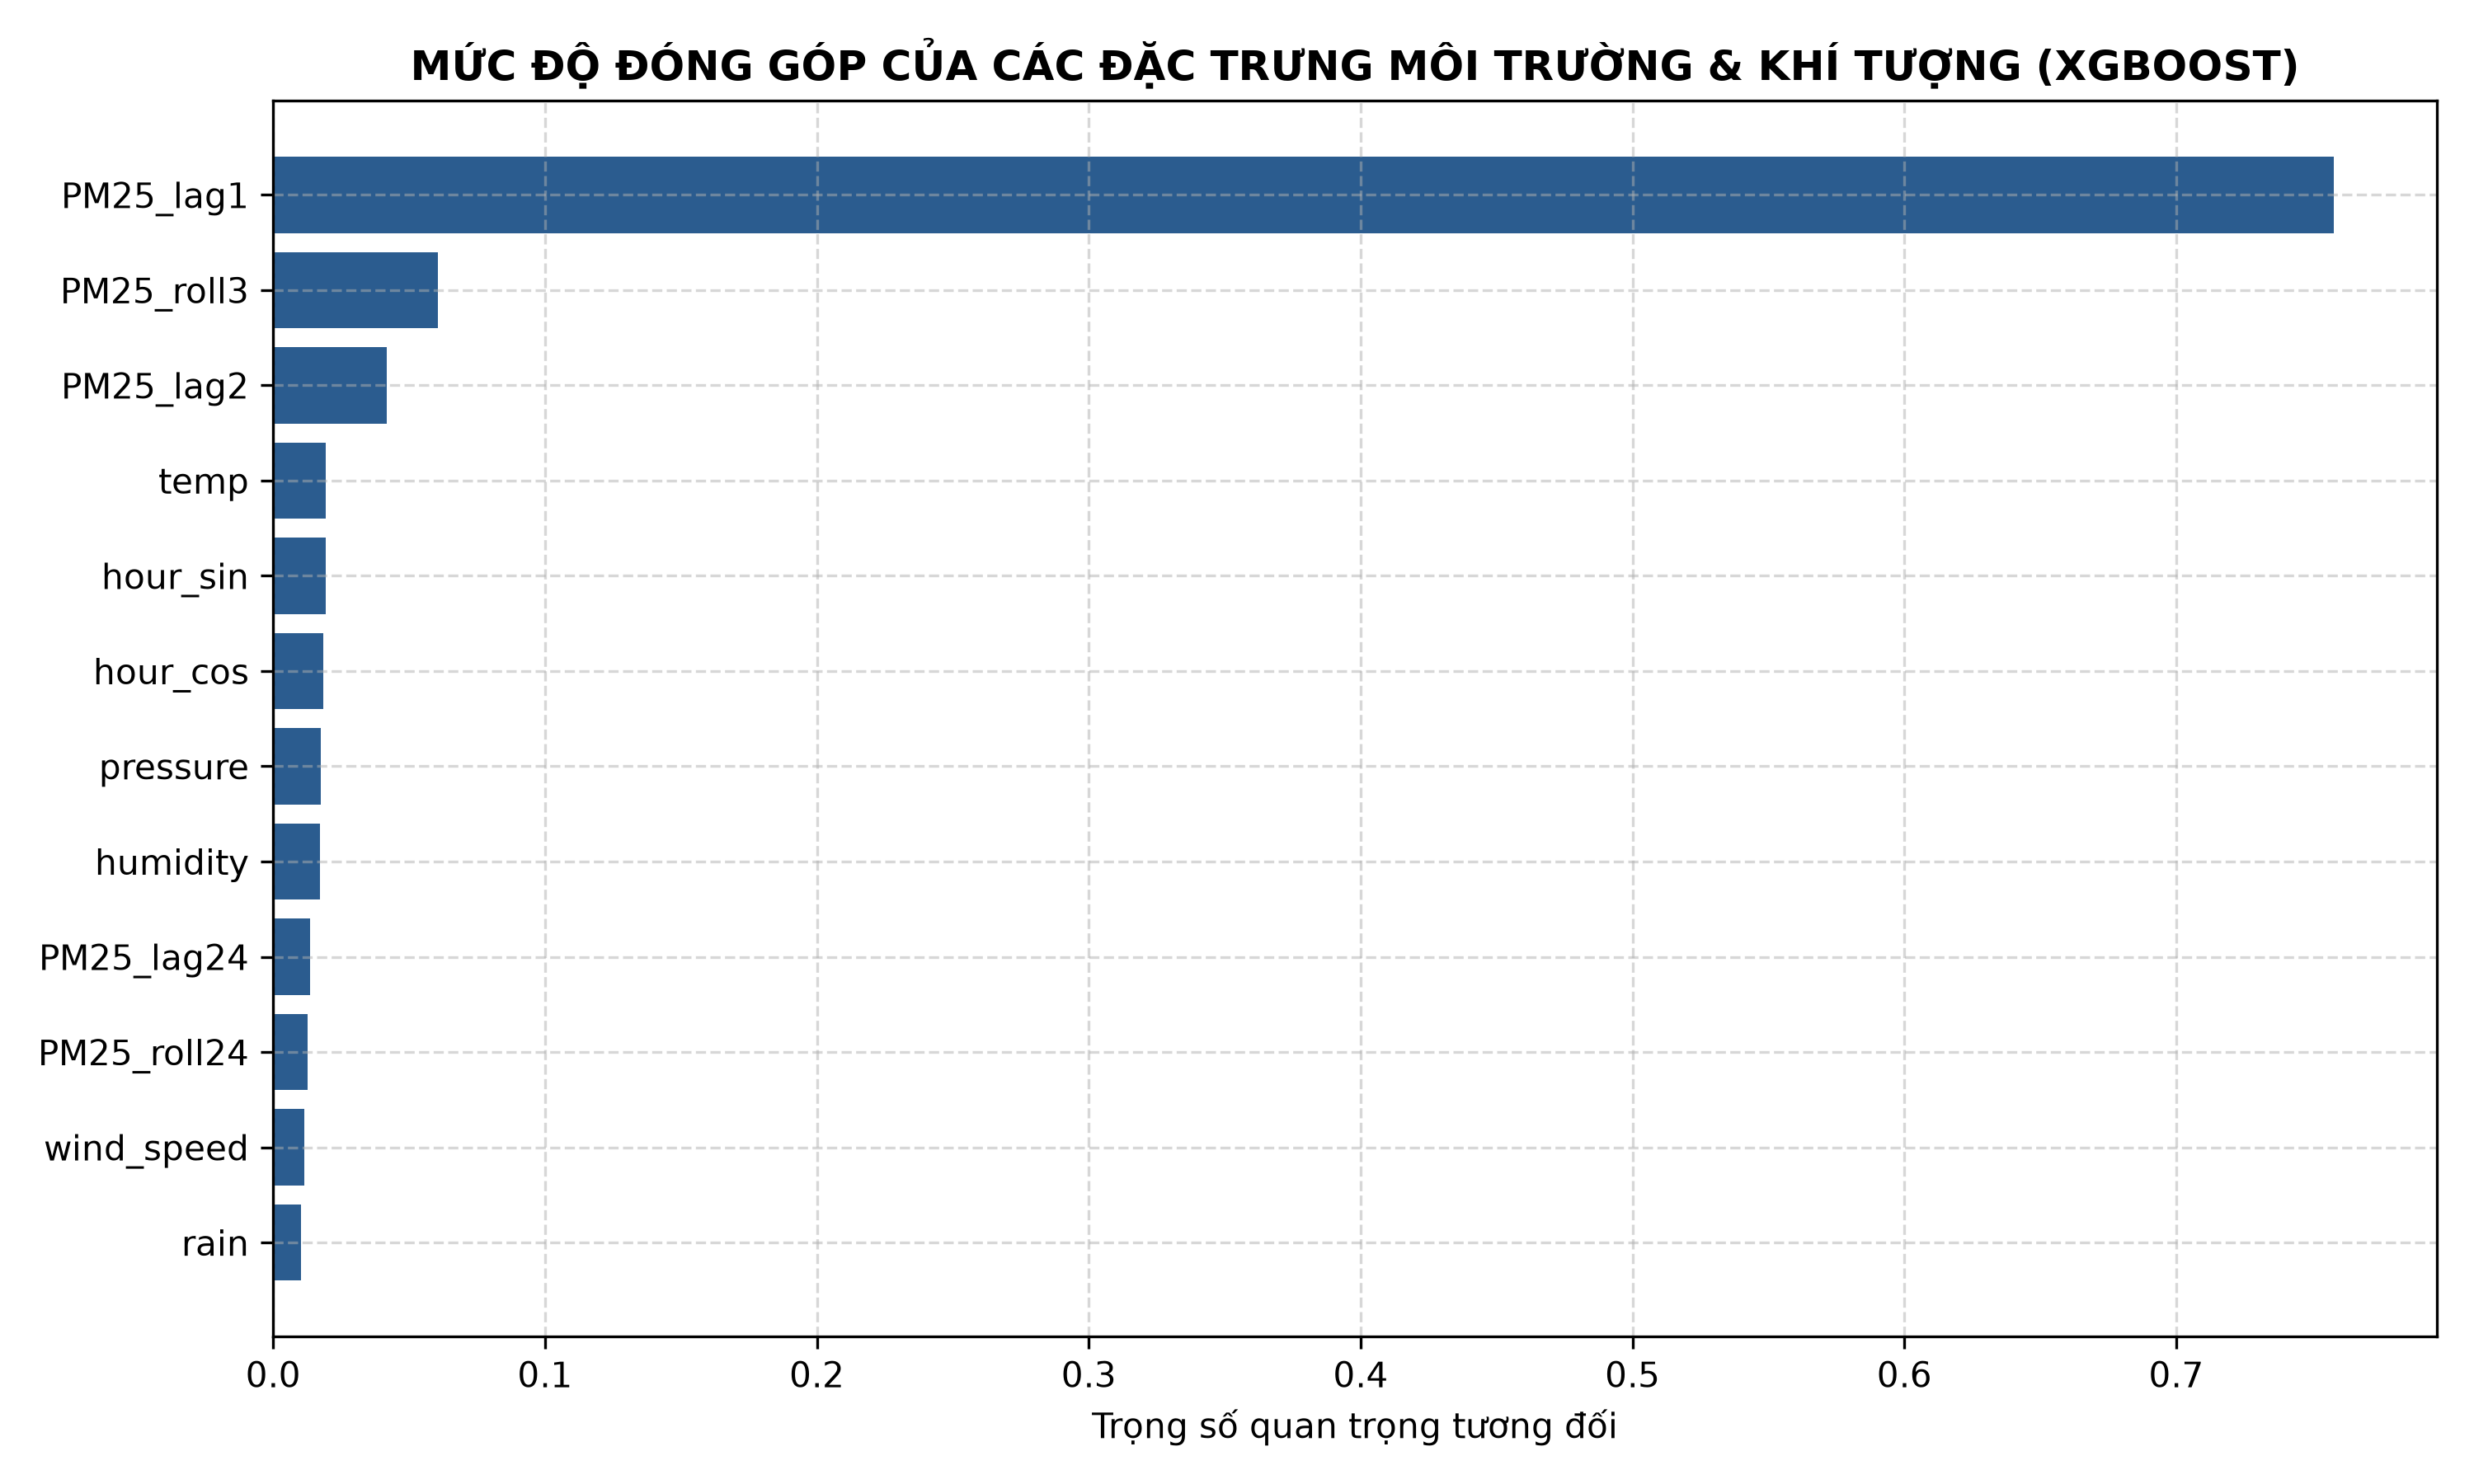 MỨC ĐỘ ĐÓNG GÓP CỦA CÁC ĐẶC TRƯNG MÔI TRƯỜNG & KHÍ TƯỢNG (XGBOOST)
PM25_lag1
PM25_roll3
PM25_lag2
temp
hour_sin
hour_cos
pressure
humidity
PM25_lag24
PM25_roll24
wind_speed
rain
0.0 0.1 0.2 0.3 0.4 0.5 0.6 0.7
Trọng số quan trọng tương đối